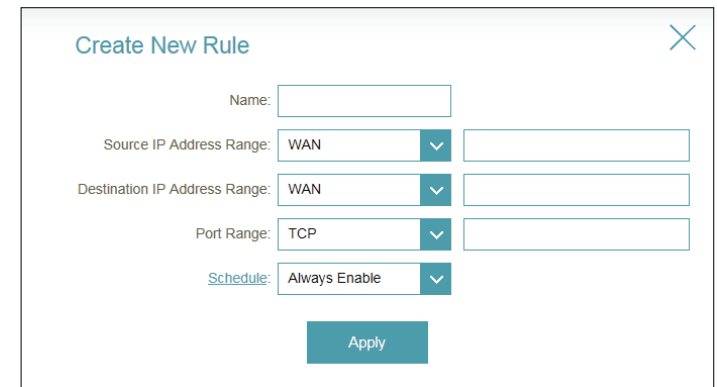 Create New Rule
Name:
Source IP Address Range: WAN
Destination IP Address Range: WAN
Port Range: TCP
Schedule: Always Enable
Apply